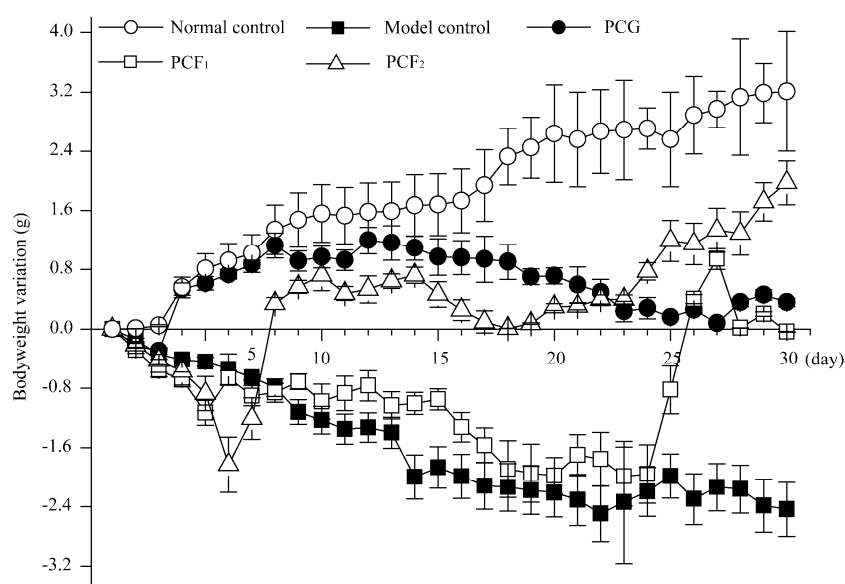 4.0
Normal control Model control PCG
3.2
PCF1 PCF2
2.4
1.6
0.8
0.0
5 10 15 20 25 30 (day)
-0.8
-1.6
-2.4
-3.2
Bodyweight variation (g)